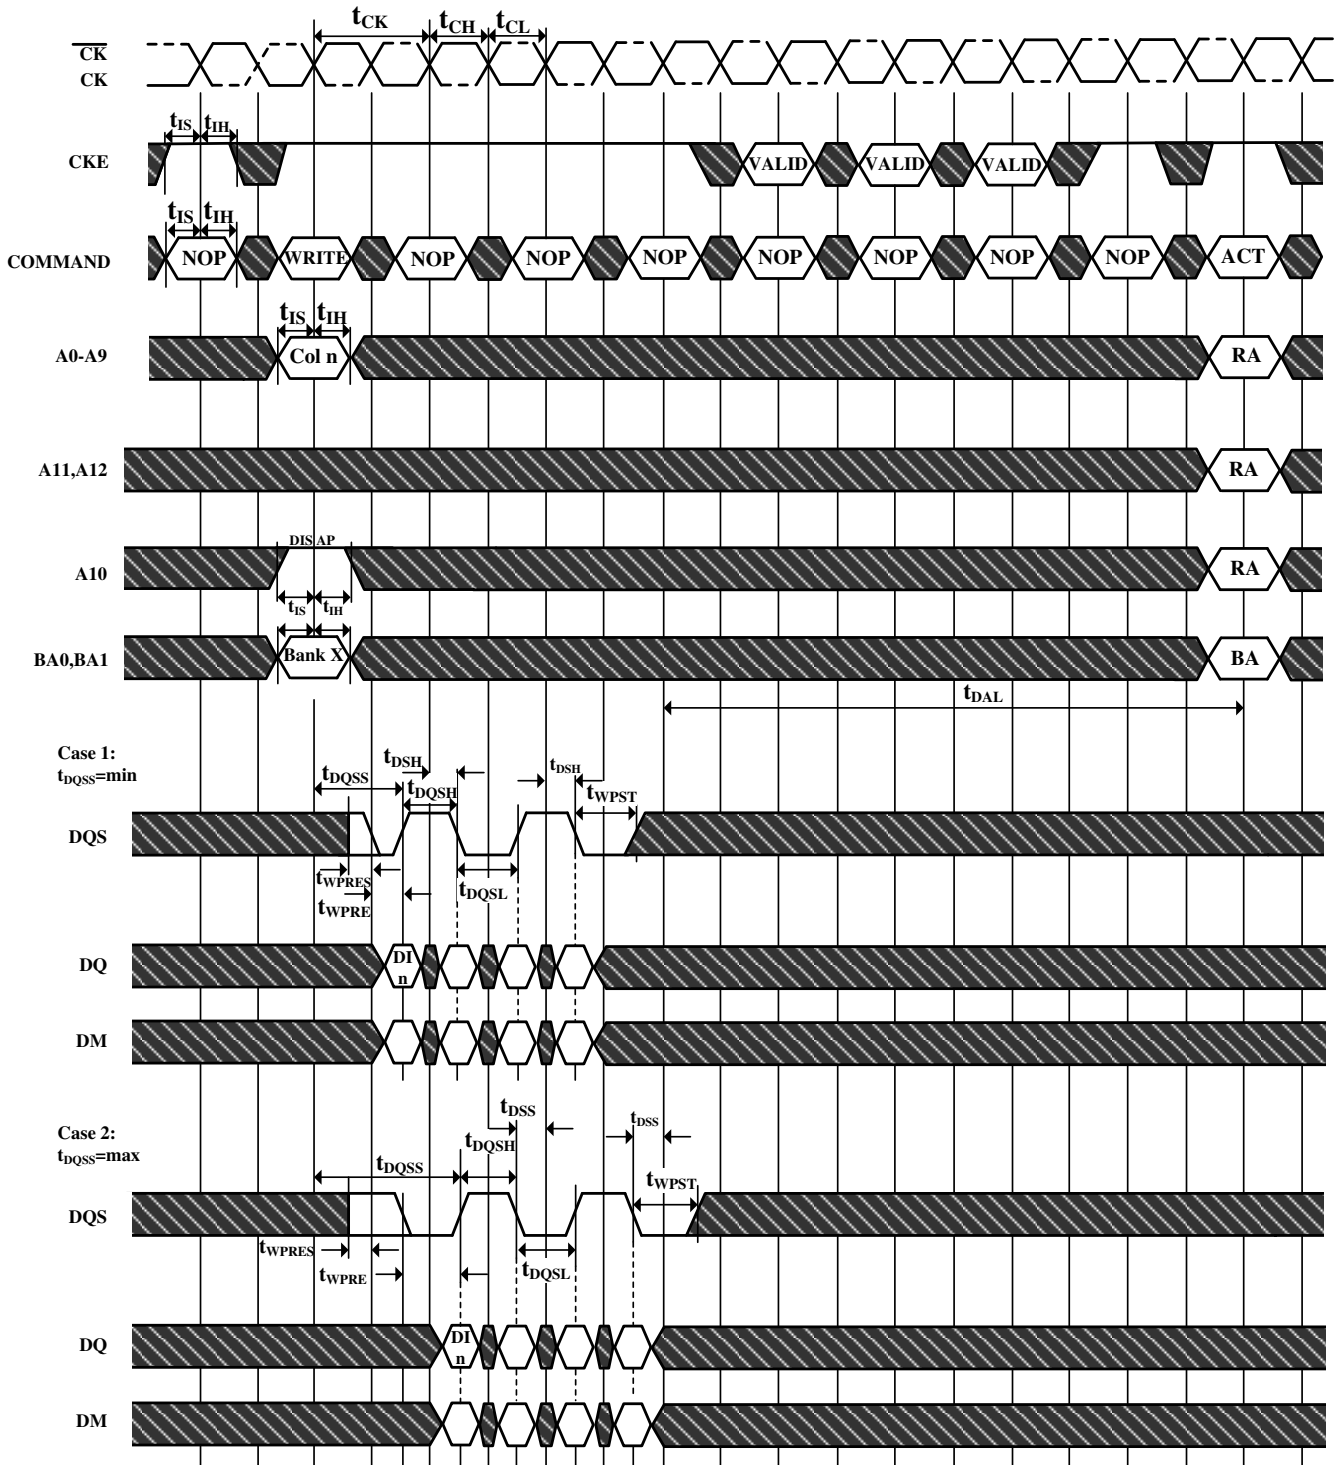 tCK tCH tCL
CK
CK
tIS tIH
CKE VALID VALID VALID
tIS tIH
COMMAND NOP WRITE NOP NOP NOP NOP NOP NOP NOP ACT
tIS tIH
A0-A9 Col n RA
A11,A12 RA
DIS AP
A10 RA
tIS tIH
BA0,BA1 Bank X BA
tDAL
Case 1:
tDQSS=min
tDSH tDSH
tDQSS tDQSH tWPST
DQS
tWPRES tDQSL
tWPRE
DQ DI
n
DM
Case 2:
tDQSS=max
tDSS tDSS
tDQSH
tDQSS tWPST
DQS
tWPRES
tWPRE tDQSL
DQ DI
n
DM